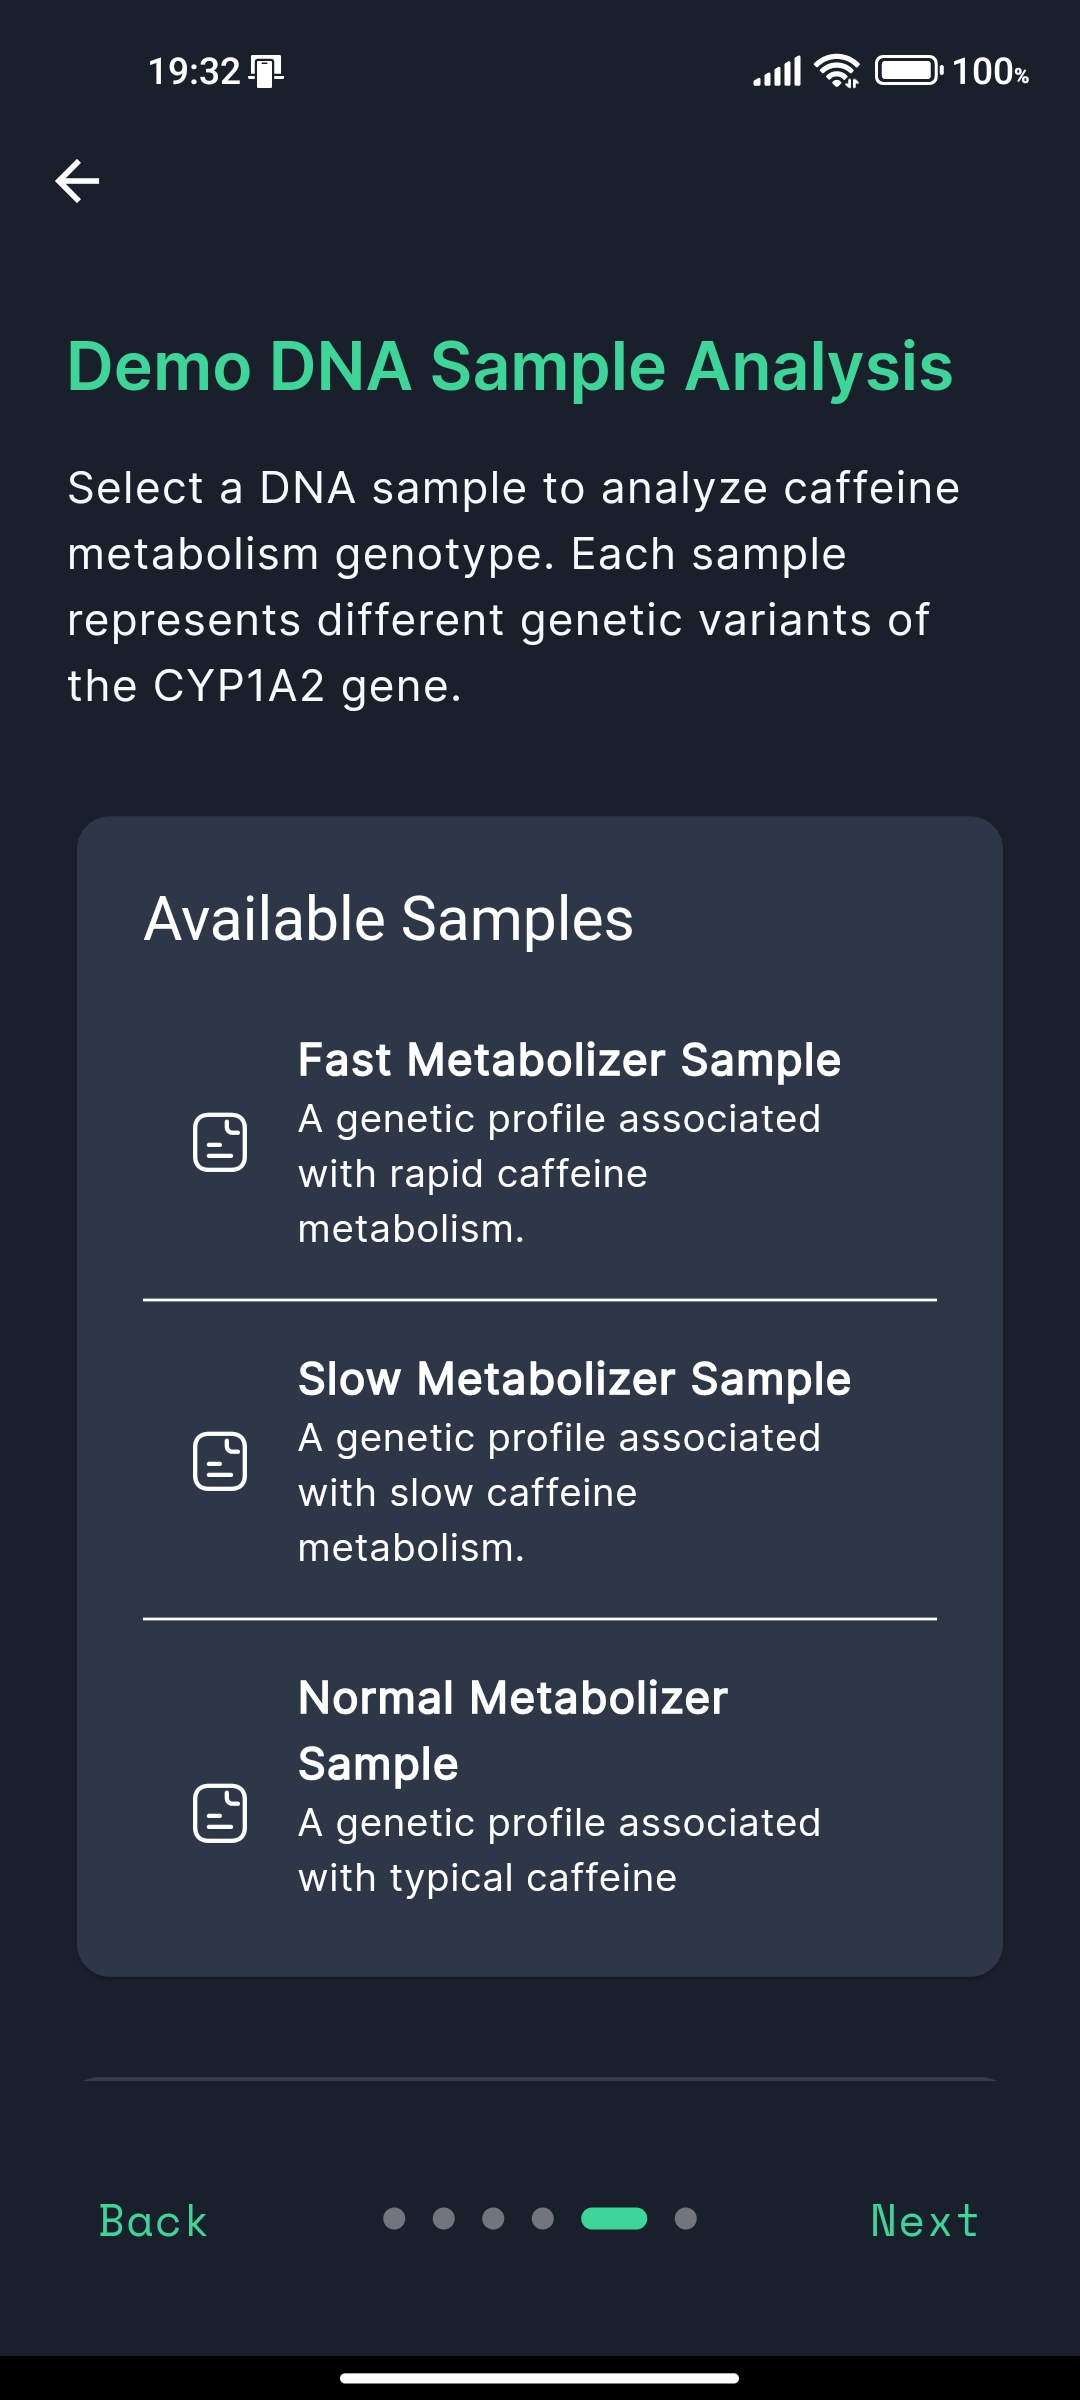 19:32
100%
Demo DNA Sample Analysis
Select a DNA sample to analyze caffeine
metabolism genotype. Each sample
represents different genetic variants of
the CYP1A2 gene.
Available Samples
Fast Metabolizer Sample
A genetic profile associated
with rapid caffeine
metabolism.
Slow Metabolizer Sample
A genetic profile associated
with slow caffeine
metabolism.
Normal Metabolizer
Sample
A genetic profile associated
with typical caffeine
Back
Next